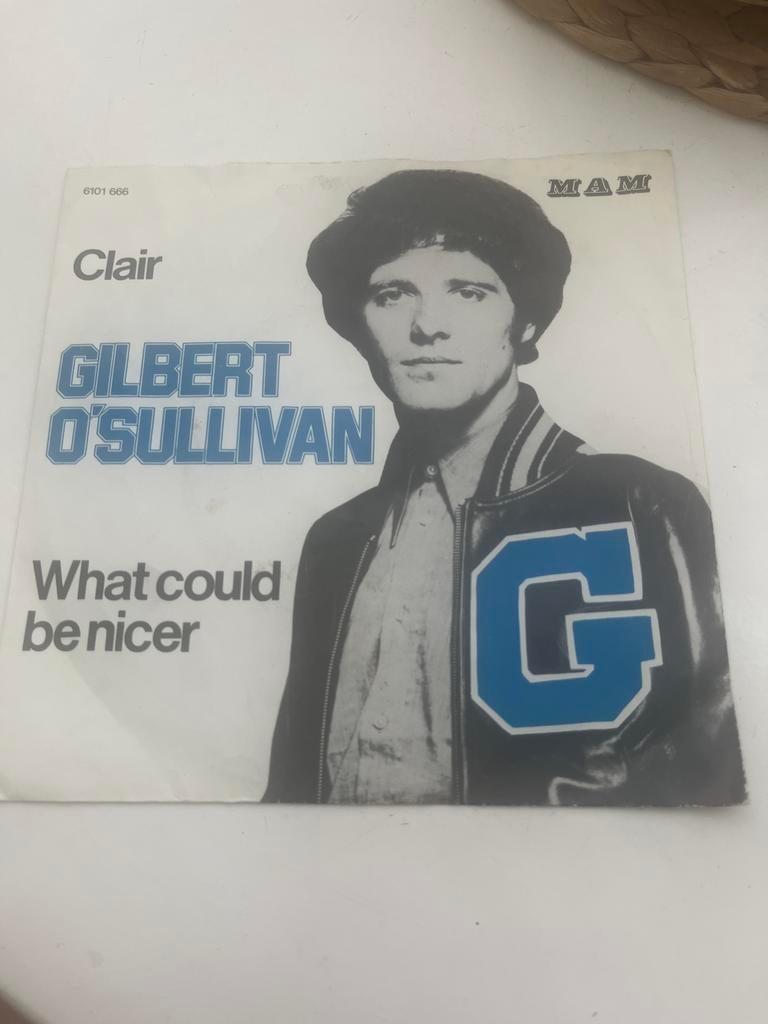 6101 666
MAM
Clair
GILBERT
O'SULLIVAN
What could
be nicer
G